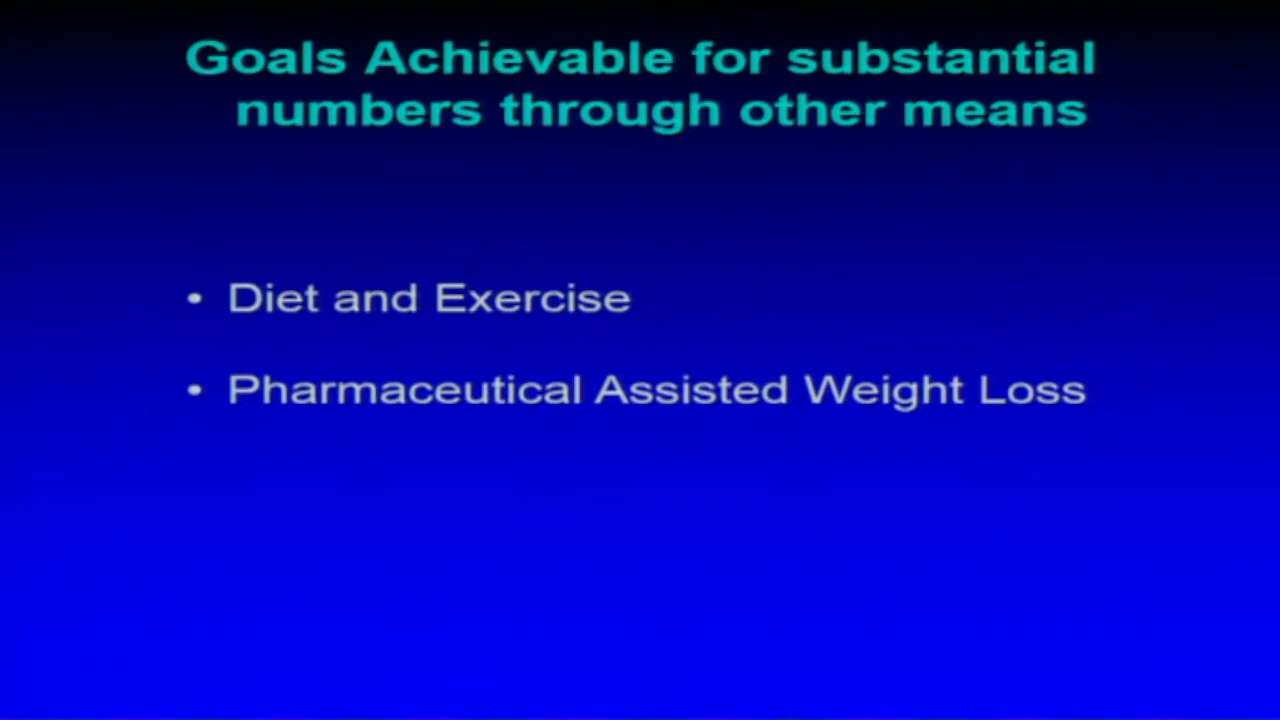 Goals Achievable for substantial
numbers through other means
• Diet and Exercise
• Pharmaceutical Assisted Weight Loss